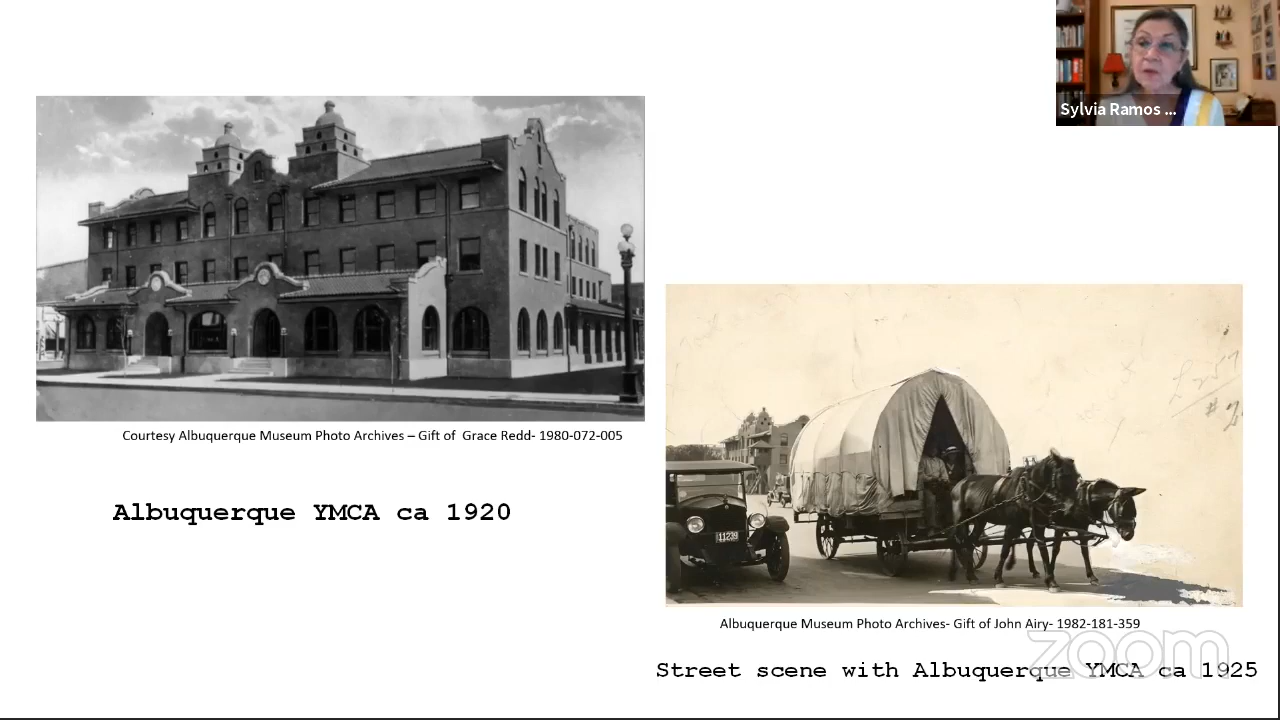 Sylvia Ramos ...
Courtesy Albuquerque Museum Photo Archives – Gift of Grace Redd- 1980-072-005
Albuquerque YMCA ca 1920
11239
Albuquerque Museum Photo Archives- Gift of John Airy- 1982-181-359
zoom
Street scene with Albuquerque YMCA ca 1925